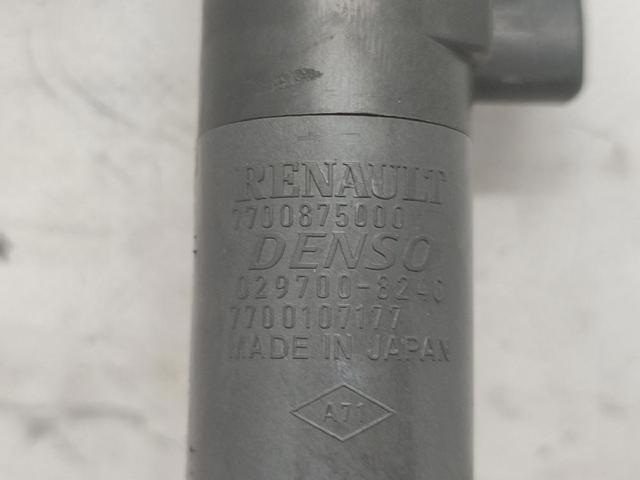 + -
RENAULT
7700875000
DENSO
029700-8240
7700107177
MADE IN JAPAN
A71